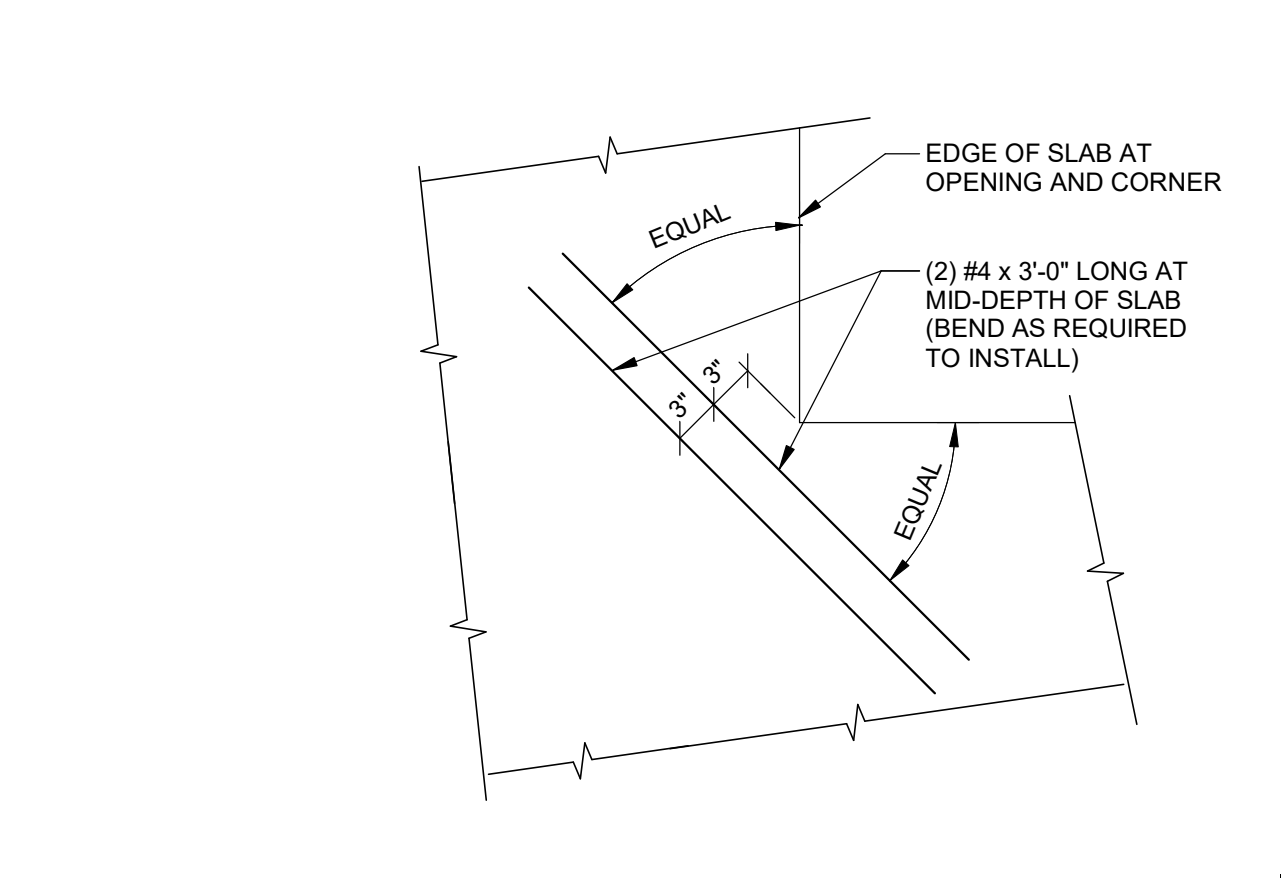 EDGE OF SLAB AT
OPENING AND CORNER
EQUAL
(2) #4 x 3'-0" LONG AT
MID-DEPTH OF SLAB
(BEND AS REQUIRED
TO INSTALL)
3"
3"
EQUAL